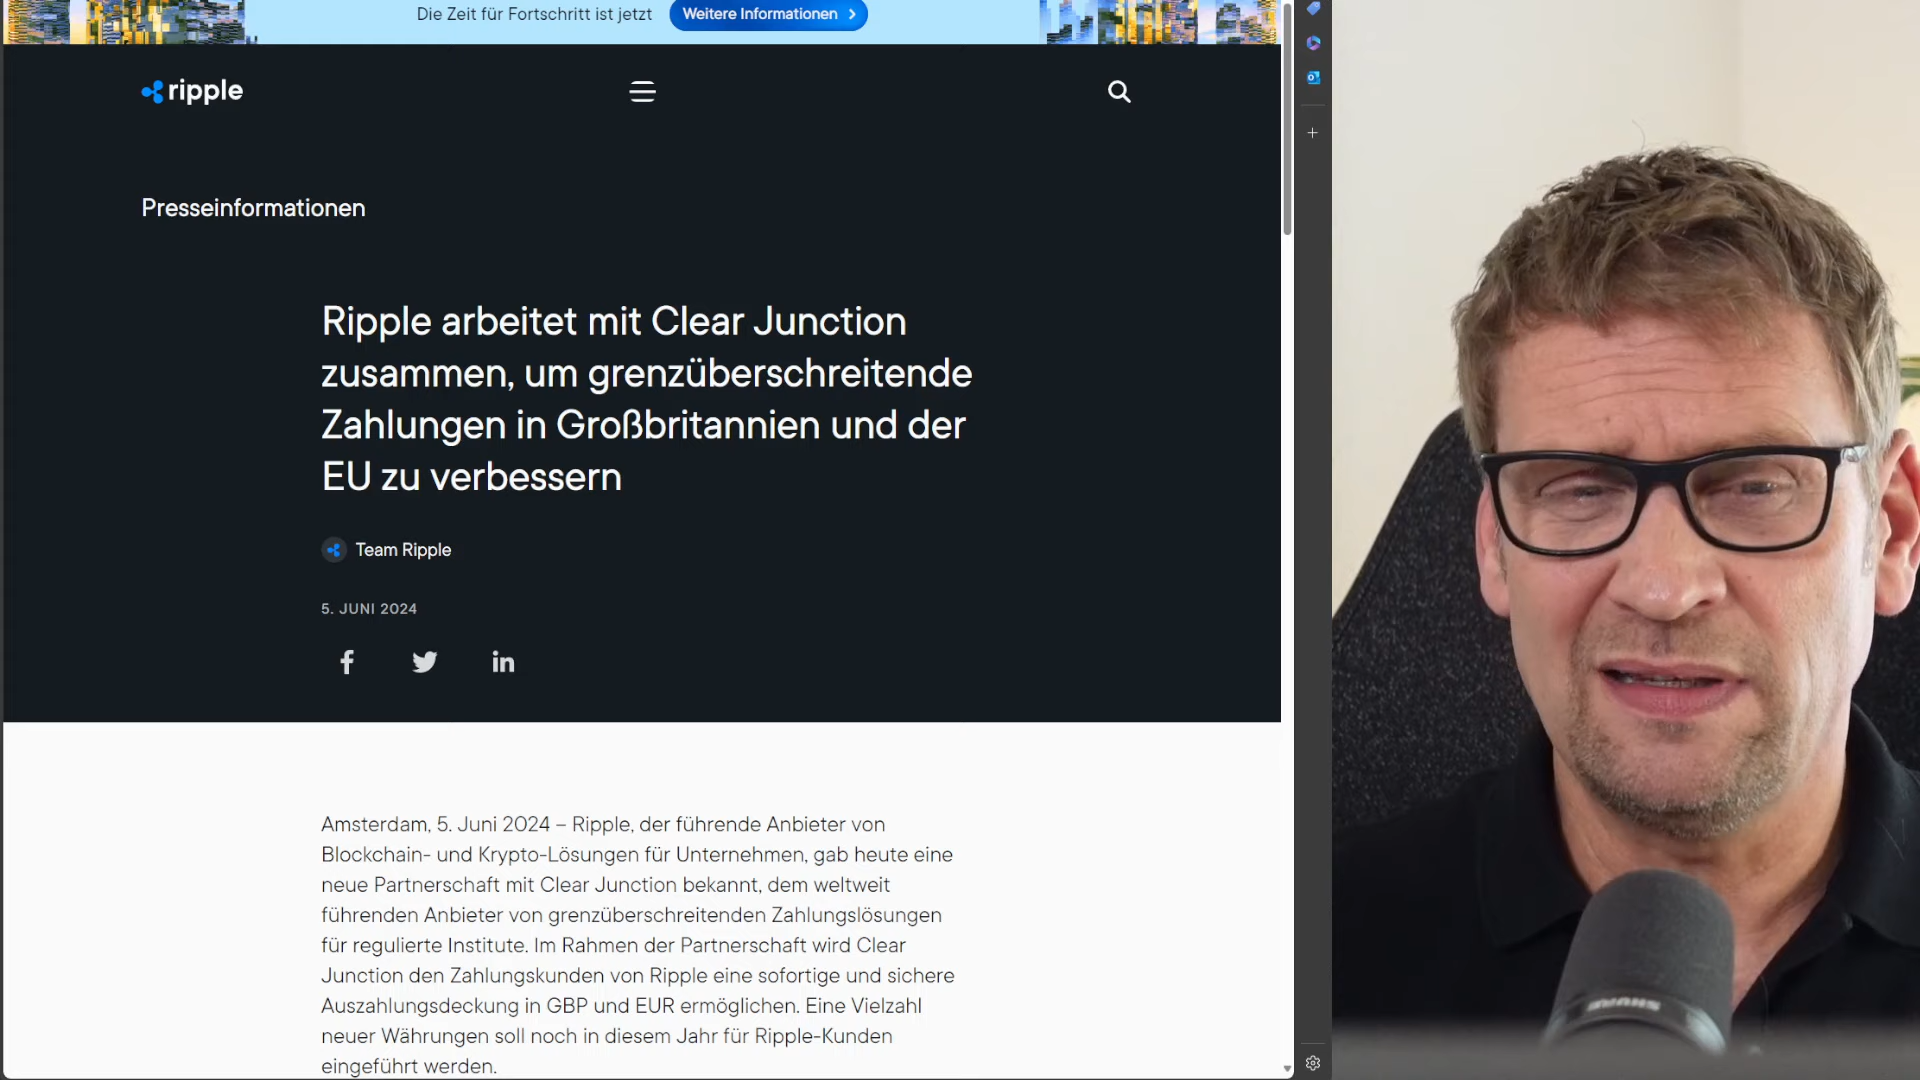 Die Zeit für Fortschritt ist jetzt
Weitere Informationen
ripple
Presseinformationen
Ripple arbeitet mit Clear Junction
zusammen, um grenzüberschreitende
Zahlungen in Großbritannien und der
EU zu verbessern
Team Ripple
5. JUNI 2024
Amsterdam, 5. Juni 2024 – Ripple, der führende Anbieter von
Blockchain- und Krypto-Lösungen für Unternehmen, gab heute eine
neue Partnerschaft mit Clear Junction bekannt, dem weltweit
führenden Anbieter von grenzüberschreitenden Zahlungslösungen
für regulierte Institute. Im Rahmen der Partnerschaft wird Clear
Junction den Zahlungskunden von Ripple eine sofortige und sichere
Auszahlungsdeckung in GBP und EUR ermöglichen. Eine Vielzahl
neuer Währungen soll noch in diesem Jahr für Ripple-Kunden
eingeführt werden.
SHURE